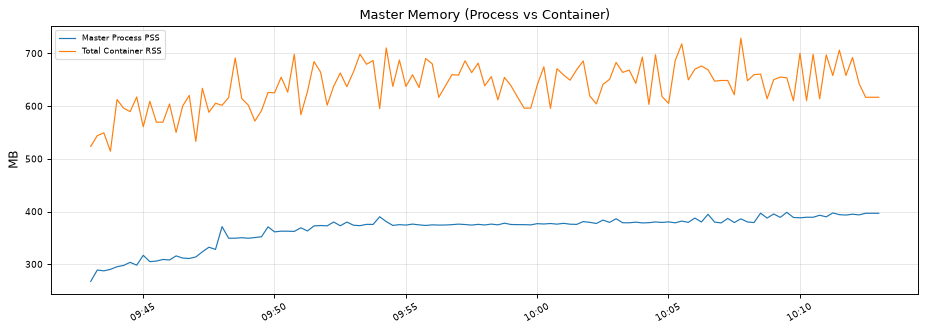 Master Memory (Process vs Container)
Master Process PSS
Total Container RSS
MB
700
600
500
400
300
09:45
09:50
09:55
10:00
10:05
10:10